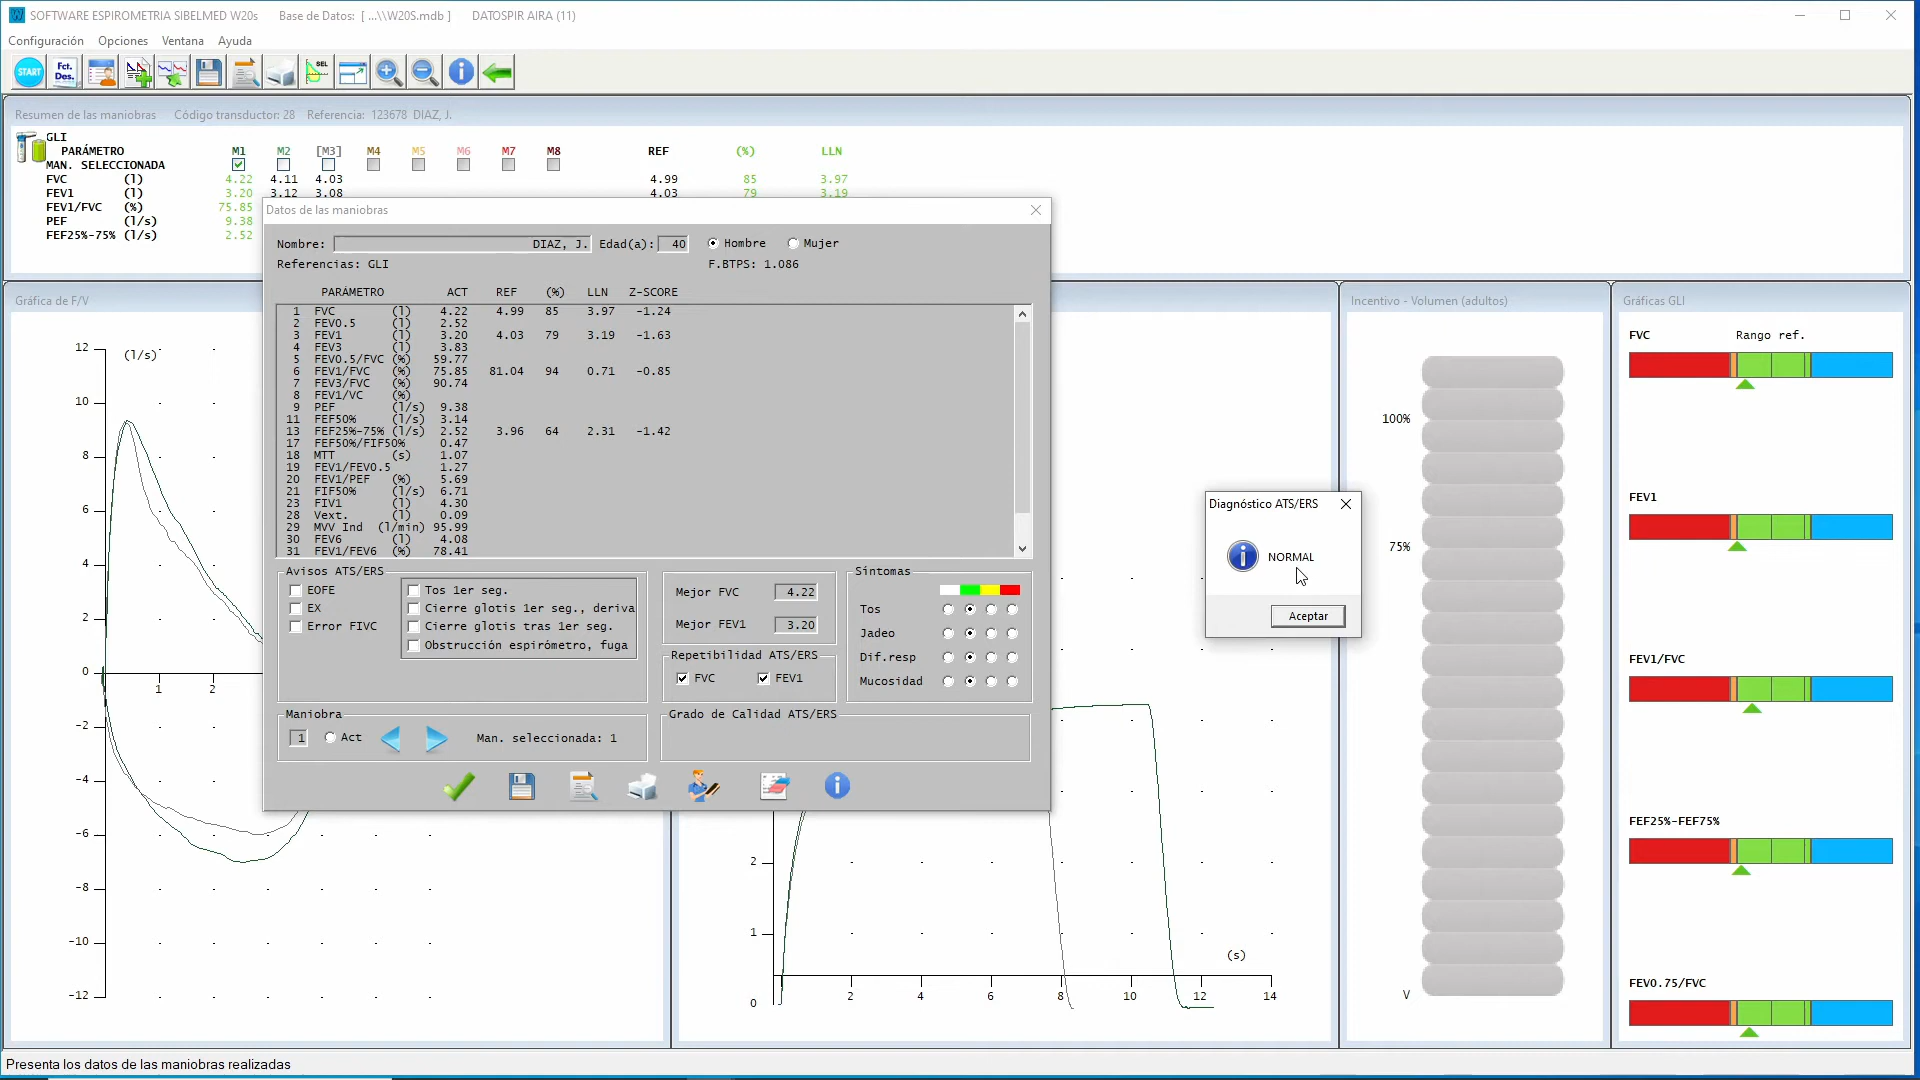 SOFTWARE ESPIROMETRIA SIBELMED W20s Base de Datos: [ ...\\W20S.mdb ] DATOSPIR AIRA (11)
Configuración Opciones Ventana Ayuda
START Fct. Des. SEL
Resumen de las maniobras Código transductor: 28 Referencia: 123678 DIAZ, J.
GLI
PARÁMETRO M1 M2 [M3] M4 M5 M6 M7 M8 REF (%) LLN
MAN. SELECCIONADA
FVC (l) 4.22 4.11 4.03 4.99 85 3.97
FEV1 (l) 3.20 3.12 3.08 4.03 79 3.19
FEV1/FVC (%) 75.85
PEF (l/s) 9.38
FEF25%-75% (l/s) 2.52
Datos de las maniobras
Nombre: DIAZ, J. Edad(a): 40 Hombre Mujer
Referencias: GLI F.BTPS: 1.086
PARÁMETRO ACT REF (%) LLN Z-SCORE
1 FVC (l) 4.22 4.99 85 3.97 -1.24
2 FEV0.5 (l) 2.52
3 FEV1 (l) 3.20 4.03 79 3.19 -1.63
4 FEV3 (l) 3.83
5 FEV0.5/FVC (%) 59.77
6 FEV1/FVC (%) 75.85 81.04 94 0.71 -0.85
7 FEV3/FVC (%) 90.74
8 FEV1/VC (%)
9 PEF (l/s) 9.38
11 FEF50% (l/s) 3.14
13 FEF25%-75% (l/s) 2.52 3.96 64 2.31 -1.42
17 FEF50%/FIF50% 0.47
18 MTT (s) 1.07
19 FEV1/FEV0.5 1.27
20 FEV1/PEF (%) 5.69
21 FIF50% (l/s) 6.71
23 FIV1 (l) 4.30
28 Vext. (l) 0.09
29 MVV Ind (l/min) 95.99
30 FEV6 (l) 4.08
31 FEV1/FEV6 (%) 78.41
Avisos ATS/ERS
EOFE
EX
Error FIVC
Tos 1er seg.
Cierre glotis 1er seg., deriva
Cierre glotis tras 1er seg.
Obstrucción espirómetro, fuga
Mejor FVC 4.22
Mejor FEV1 3.20
Repetibilidad ATS/ERS
FVC FEV1
Síntomas
Tos
Jadeo
Dif.resp
Mucosidad
Maniobra
1 Act Man. seleccionada: 1
Grado de Calidad ATS/ERS
Gráfica de F/V
(l/s)
12
10
8
6
4
2
0
1 2
-2
-4
-6
-8
-10
-12
2
1
0
2 4 6 8 10 12 14
(s)
Diagnóstico ATS/ERS
NORMAL
Aceptar
Incentivo - Volumen (adultos)
100%
75%
V
Gráficas GLI
FVC Rango ref.
FEV1
FEV1/FVC
FEF25%-FEF75%
FEV0.75/FVC
Presenta los datos de las maniobras realizadas